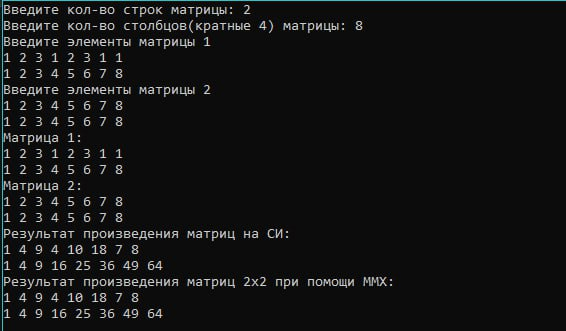 Введите кол-во строк матрицы: 2
Введите кол-во столбцов(кратные 4) матрицы: 8
Введите элементы матрицы 1
1 2 3 1 2 3 1 1
1 2 3 4 5 6 7 8
Введите элементы матрицы 2
1 2 3 4 5 6 7 8
1 2 3 4 5 6 7 8
Матрица 1:
1 2 3 1 2 3 1 1
1 2 3 4 5 6 7 8
Матрица 2:
1 2 3 4 5 6 7 8
1 2 3 4 5 6 7 8
Результат произведения матриц на СИ:
1 4 9 4 10 18 7 8
1 4 9 16 25 36 49 64
Результат произведения матриц 2x2 при помощи MMX:
1 4 9 4 10 18 7 8
1 4 9 16 25 36 49 64